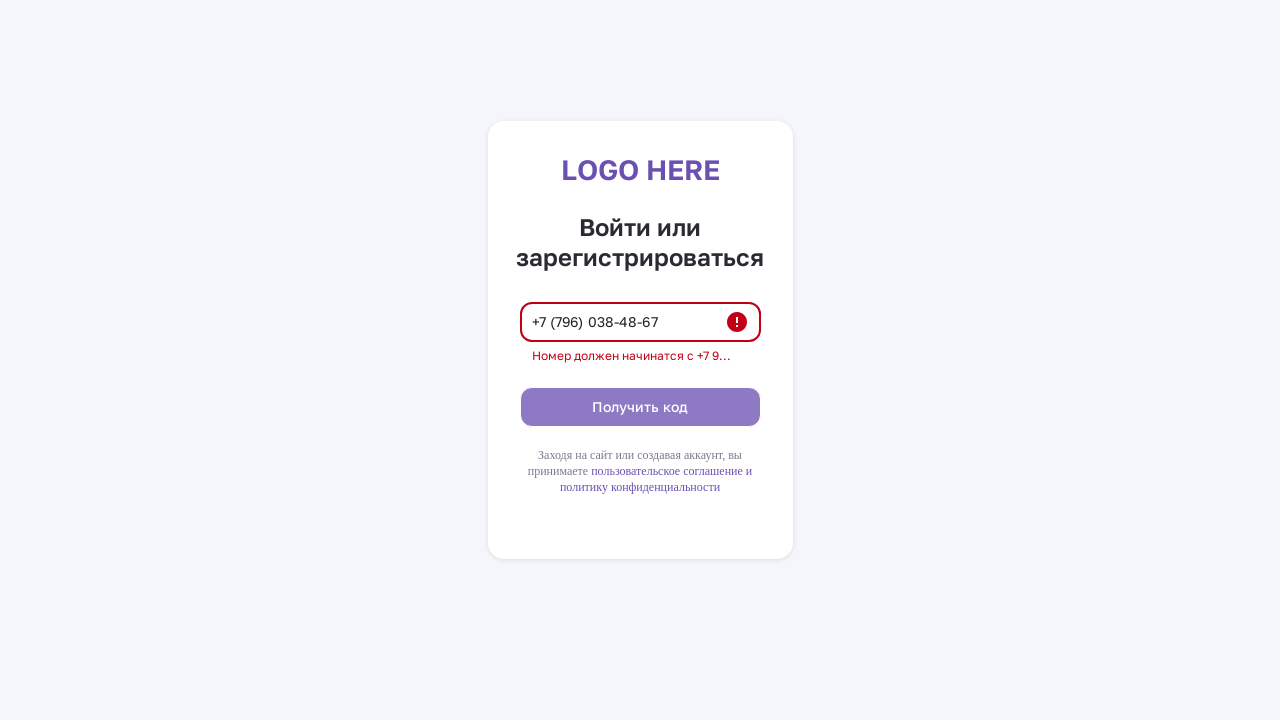 LOGO HERE
Войти или
зарегистрироваться
+7 (796) 038-48-67
Номер должен начинатся с +7 9...
Получить код
Заходя на сайт или создавая аккаунт, вы
принимаете пользовательское соглашение и
политику конфиденциальности